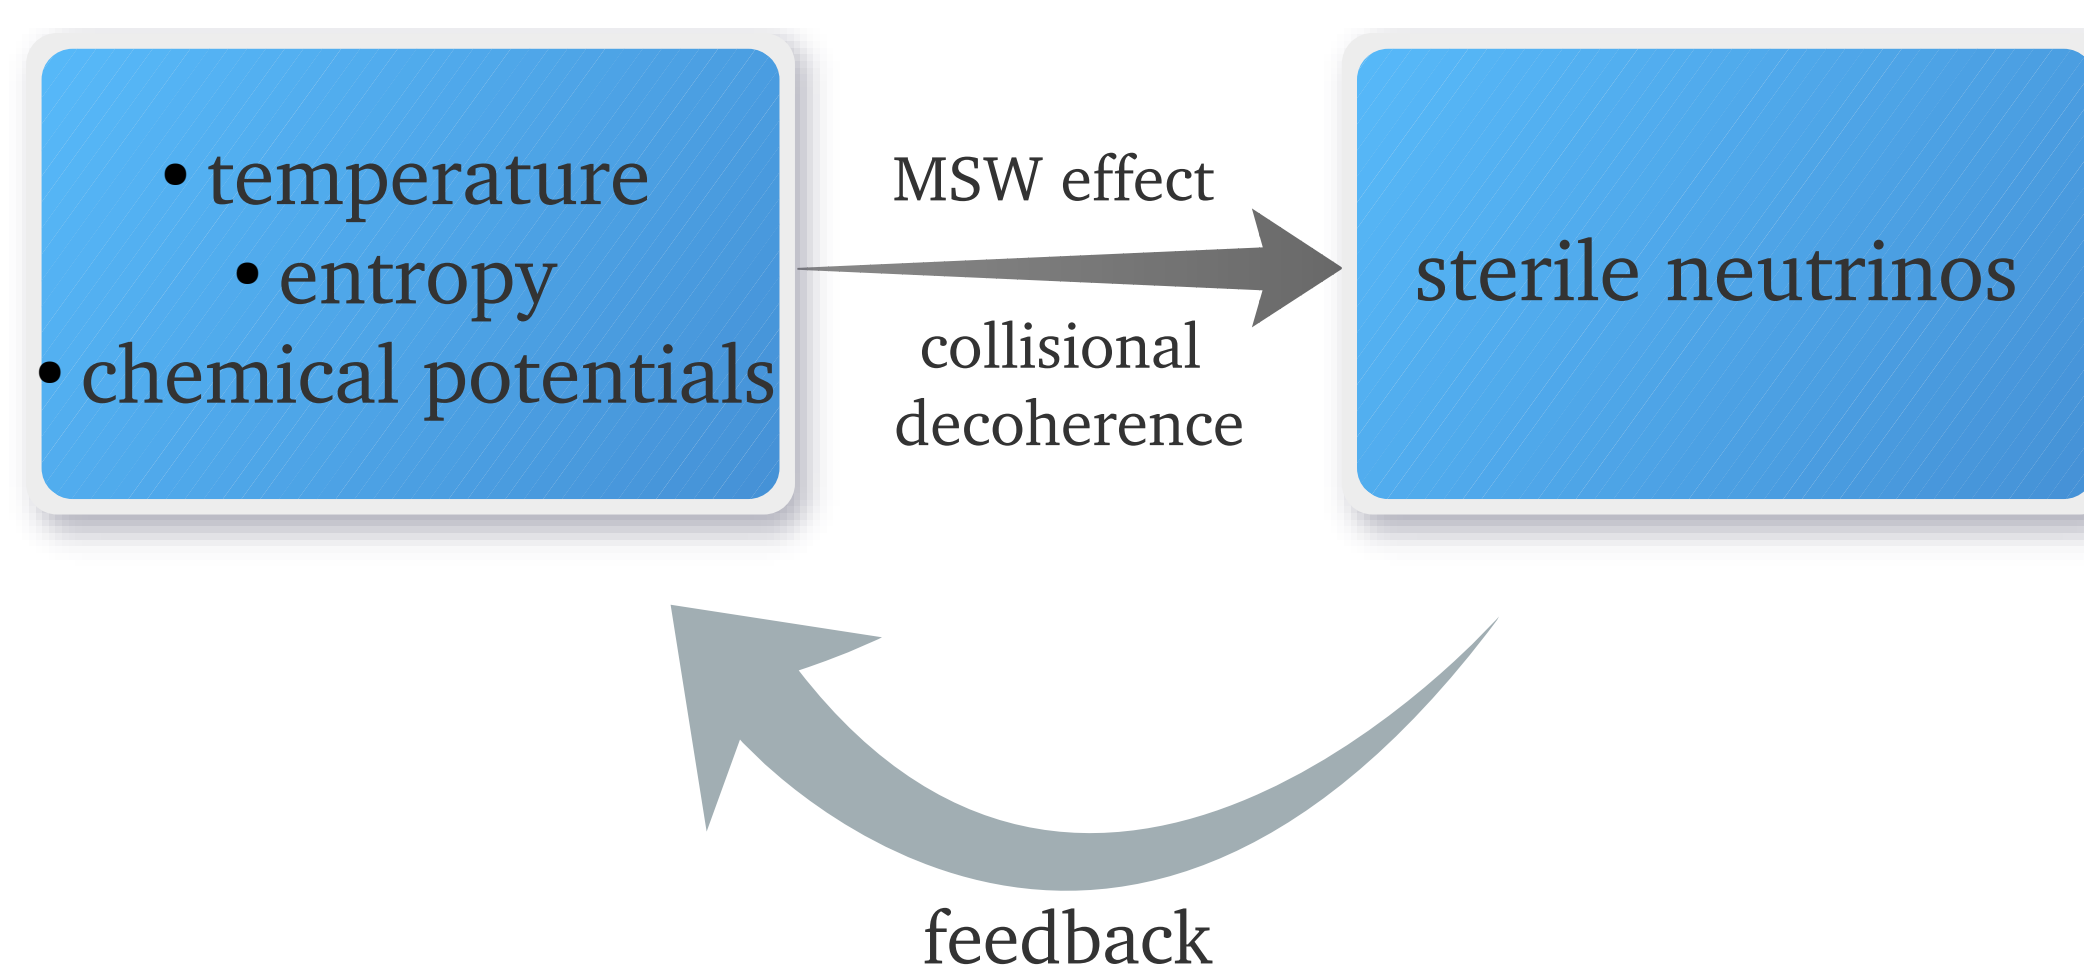 • temperature
• entropy
• chemical potentials
MSW effect
collisional
decoherence
sterile neutrinos
feedback